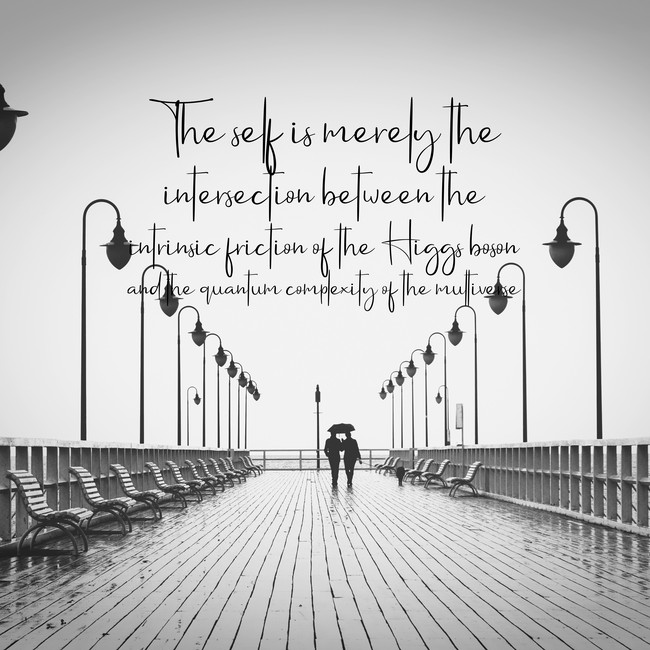 The self is merely the
intersection between the
intrinsic friction of the Higgs boson
and the quantum complexity of the multiverse